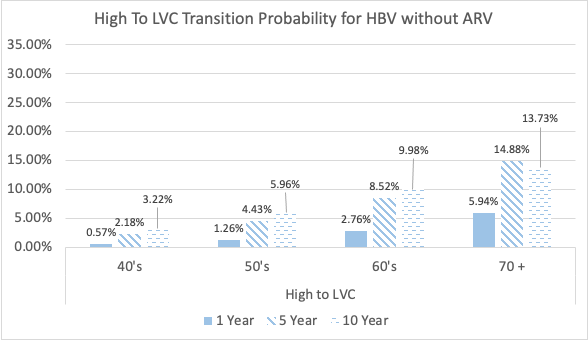 High To LVC Transition Probability for HBV without ARV
35.00%
30.00%
25.00%
20.00%
15.00%
10.00%
5.00%
0.00%
0.57% 2.18% 3.22%
1.26% 4.43% 5.96%
2.76% 8.52% 9.98%
5.94% 14.88% 13.73%
40's 50's 60's 70 +
High to LVC
1 Year 5 Year 10 Year